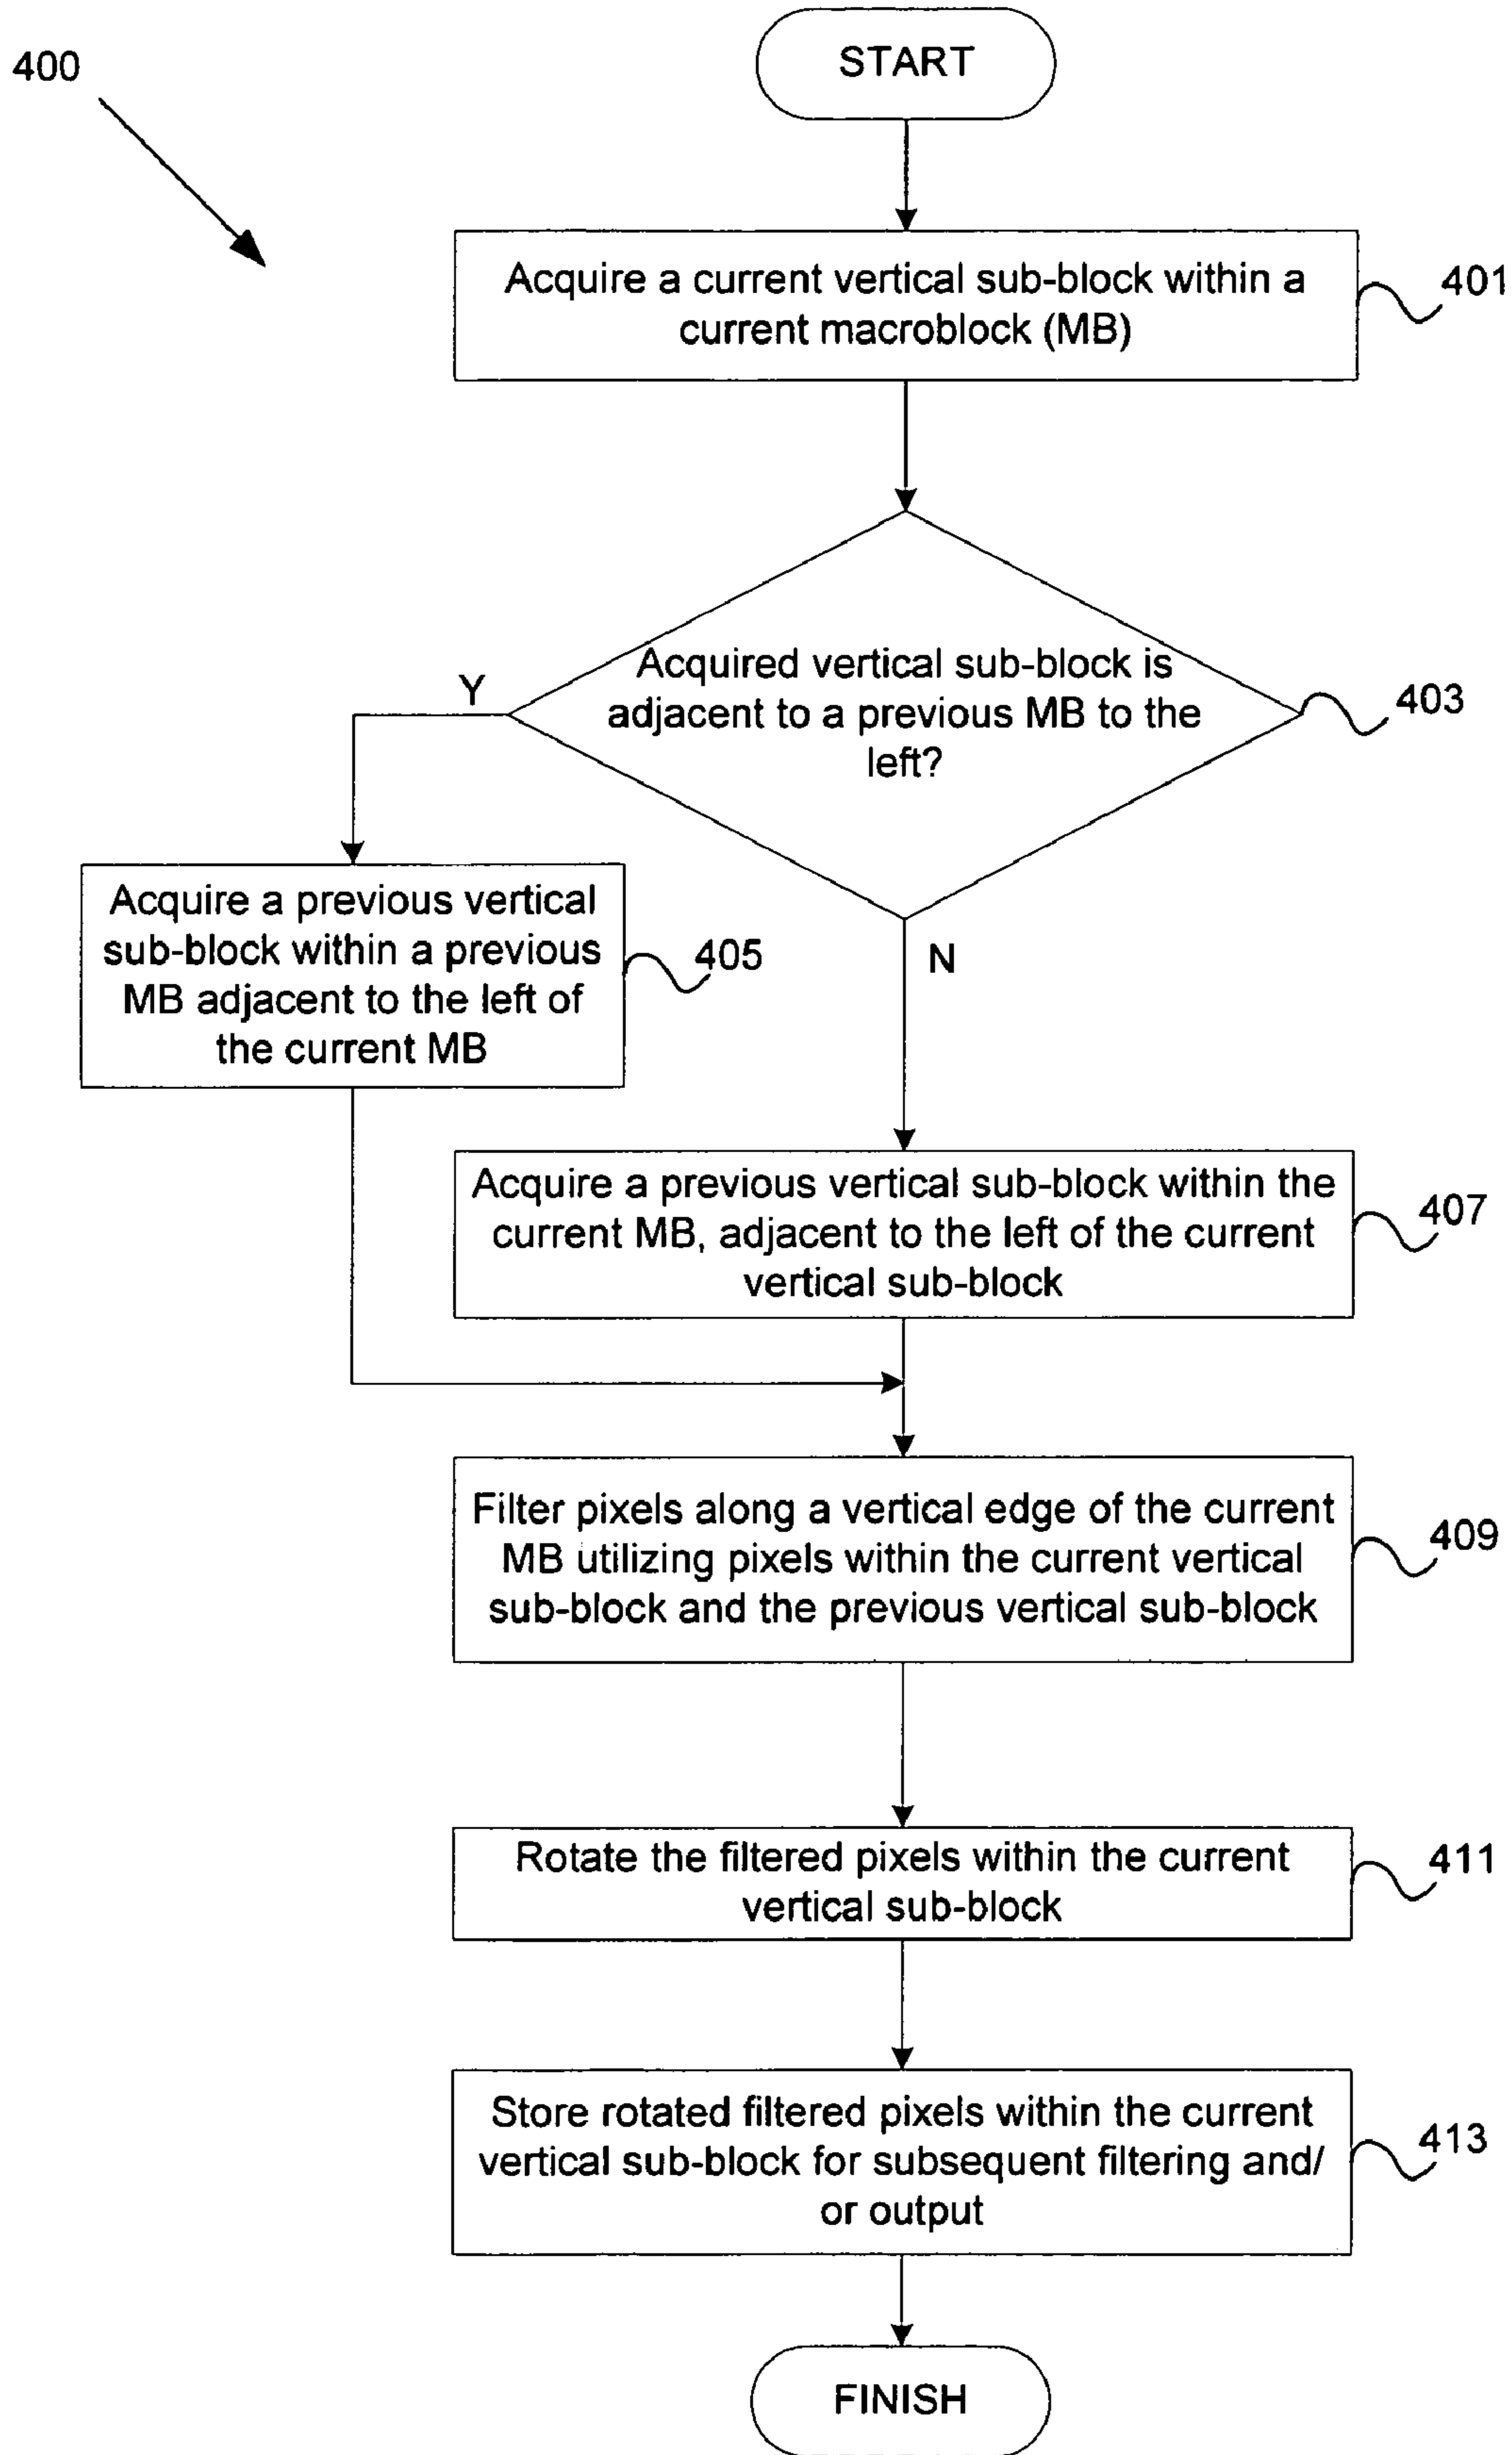 400
START
Acquire a current vertical sub-block within a
current macroblock (MB)
401
Acquired vertical sub-block is
adjacent to a previous MB to the
left?
403
Y
N
Acquire a previous vertical
sub-block within a previous
MB adjacent to the left of
the current MB
405
Acquire a previous vertical sub-block within the
current MB, adjacent to the left of the current
vertical sub-block
407
Filter pixels along a vertical edge of the current
MB utilizing pixels within the current vertical
sub-block and the previous vertical sub-block
409
Rotate the filtered pixels within the current
vertical sub-block
411
Store rotated filtered pixels within the current
vertical sub-block for subsequent filtering and/
or output
413
FINISH